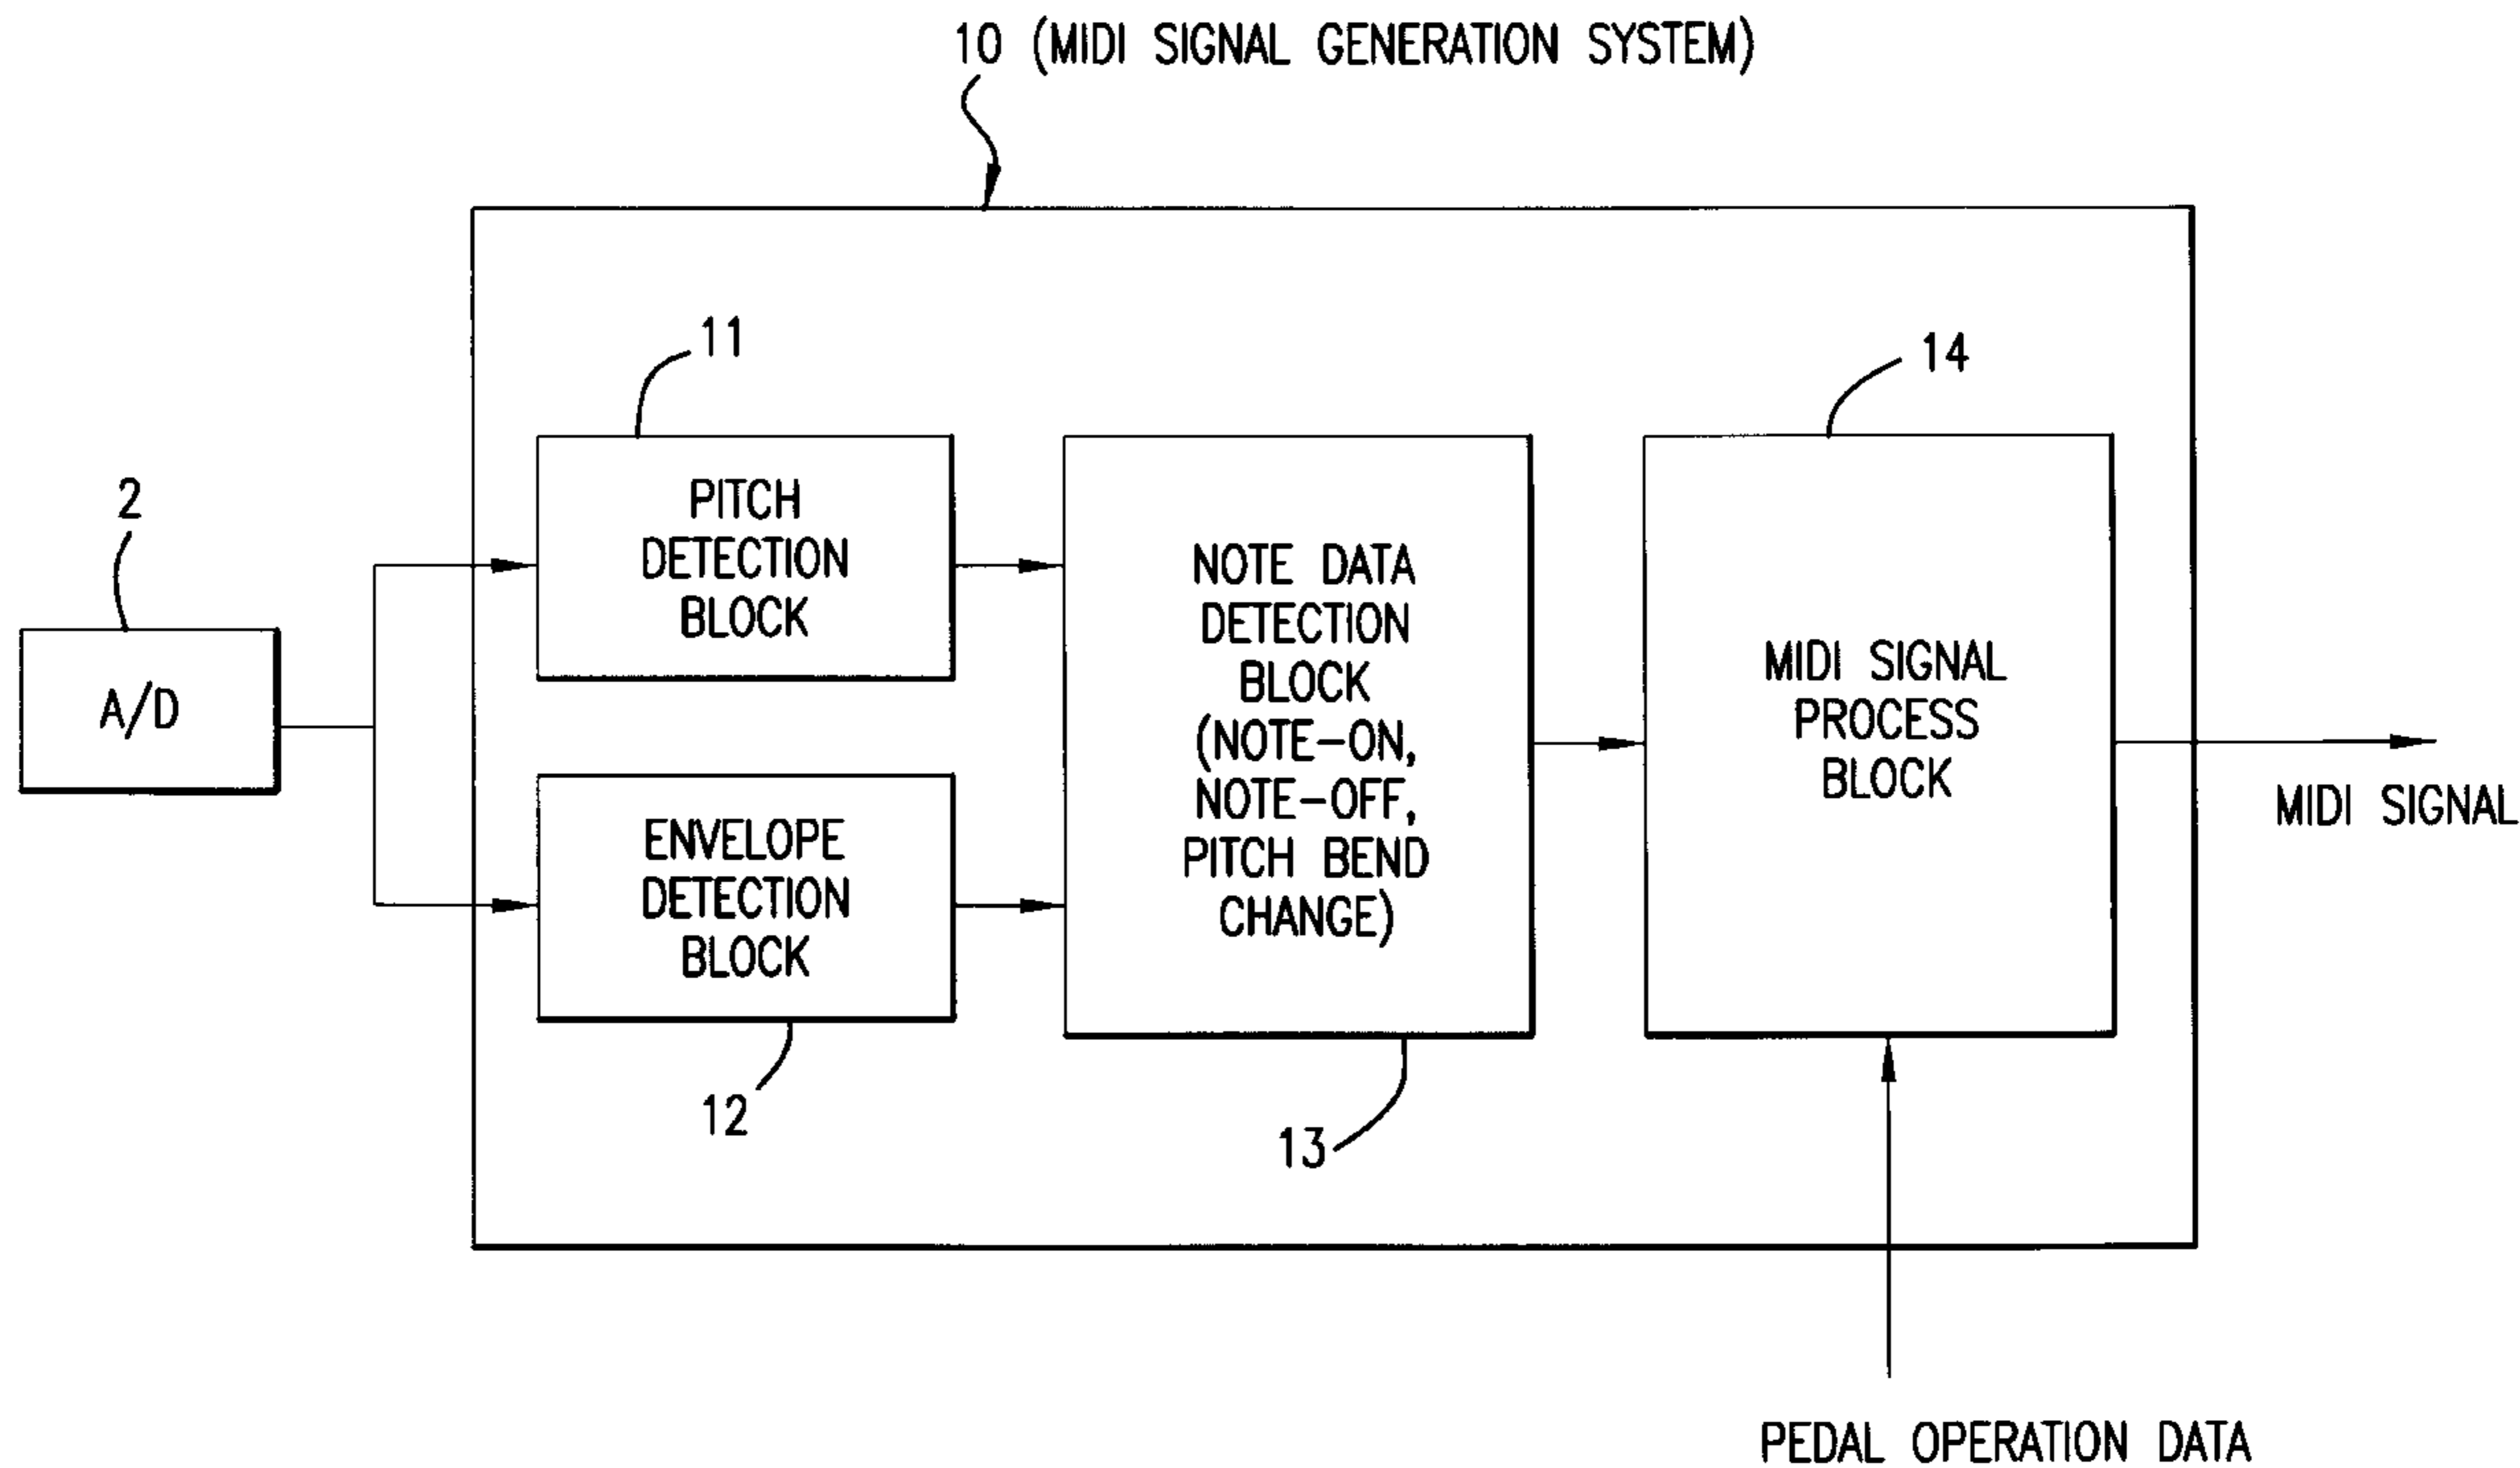 10 (MIDI SIGNAL GENERATION SYSTEM)
11
14
2
PITCH
DETECTION
BLOCK
A/D
ENVELOPE
DETECTION
BLOCK
12
NOTE DATA
DETECTION
BLOCK
(NOTE-ON,
NOTE-OFF,
PITCH BEND
CHANGE)
13
MIDI SIGNAL
PROCESS
BLOCK
MIDI SIGNAL
PEDAL OPERATION DATA